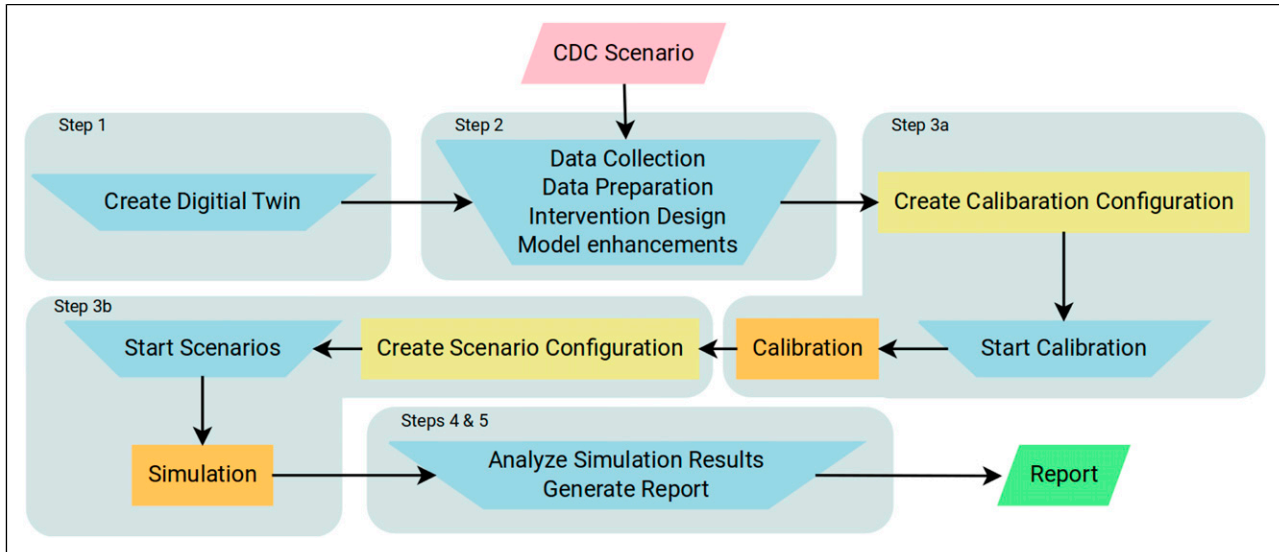 CDC Scenario
Step 1
Create Digitial Twin
Step 2
Data Collection
Data Preparation
Intervention Design
Model enhancements
Step 3a
Create Calibaration Configuration
Start Calibration
Calibration
Step 3b
Create Scenario Configuration
Start Scenarios
Simulation
Steps 4 & 5
Analyze Simulation Results
Generate Report
Report